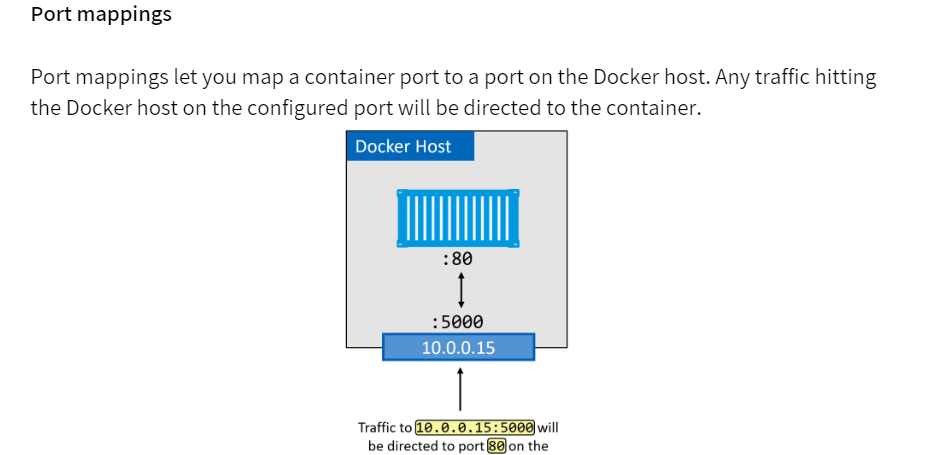 Port mappings
Port mappings let you map a container port to a port on the Docker host. Any traffic hitting
the Docker host on the configured port will be directed to the container.
Docker Host
:80
:5000
10.0.0.15
Traffic to 10.0.0.15:5000 will
be directed to port 80 on the